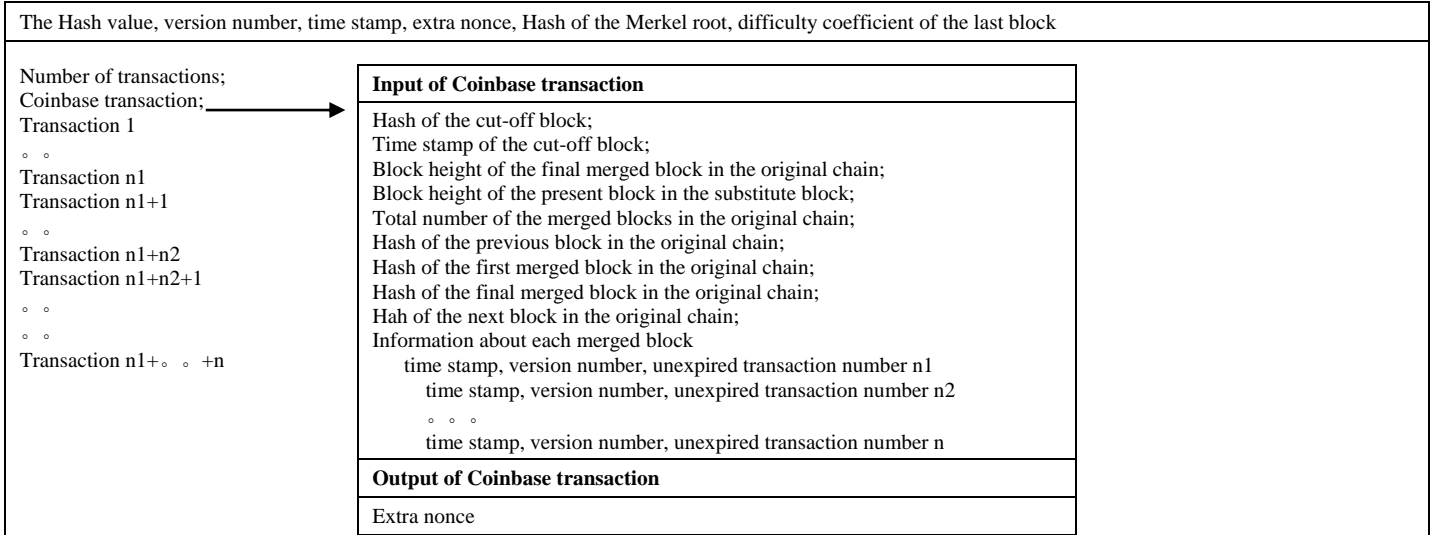 The Hash value, version number, time stamp, extra nonce, Hash of the Merkel root, difficulty coefficient of the last block
Number of transactions;
Coinbase transaction;
Transaction 1
。 。
Transaction n1
Transaction n1+1
。 。
Transaction n1+n2
Transaction n1+n2+1
。 。
。 。
Transaction n1+。 。 +n
Input of Coinbase transaction
Hash of the cut-off block;
Time stamp of the cut-off block;
Block height of the final merged block in the original chain;
Block height of the present block in the substitute block;
Total number of the merged blocks in the original chain;
Hash of the previous block in the original chain;
Hash of the first merged block in the original chain;
Hash of the final merged block in the original chain;
Hah of the next block in the original chain;
Information about each merged block
time stamp, version number, unexpired transaction number n1
time stamp, version number, unexpired transaction number n2
。 。 。
time stamp, version number, unexpired transaction number n
Output of Coinbase transaction
Extra nonce